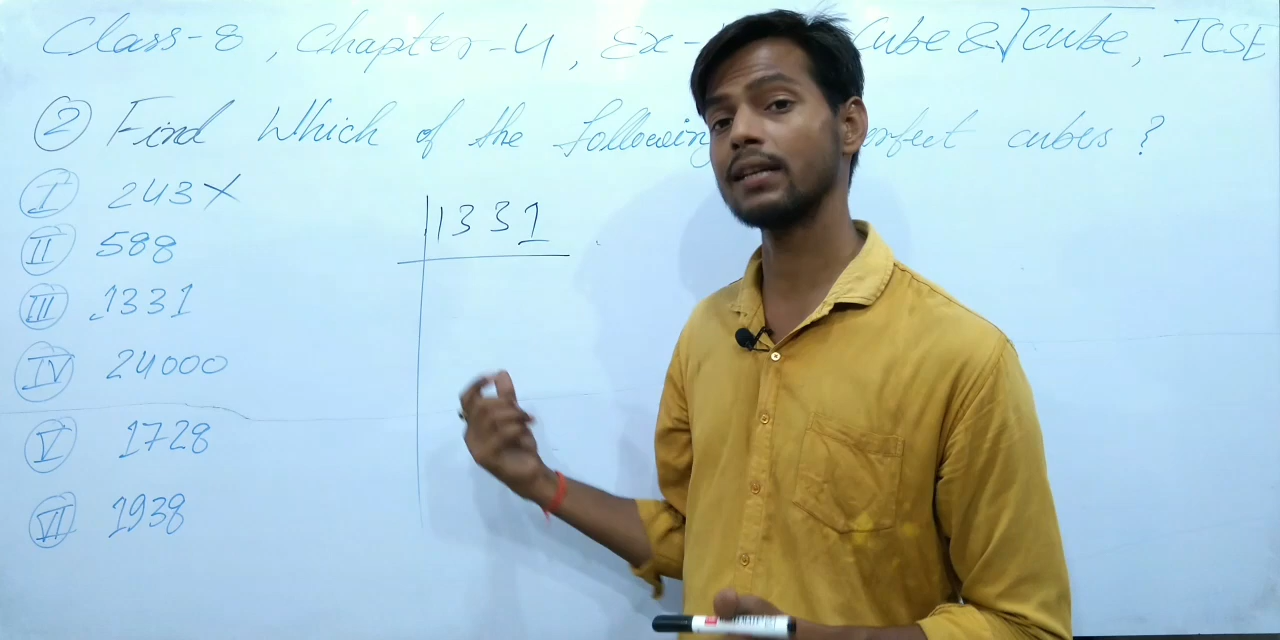 Class-8, Chapter-4, Ex- Cube & √cube, ICSE
② Find Which of the following perfect cubes ?
Ⓘ 243 X
II 588
1331
III 1331
IV 24000
V 1728
VI 1938